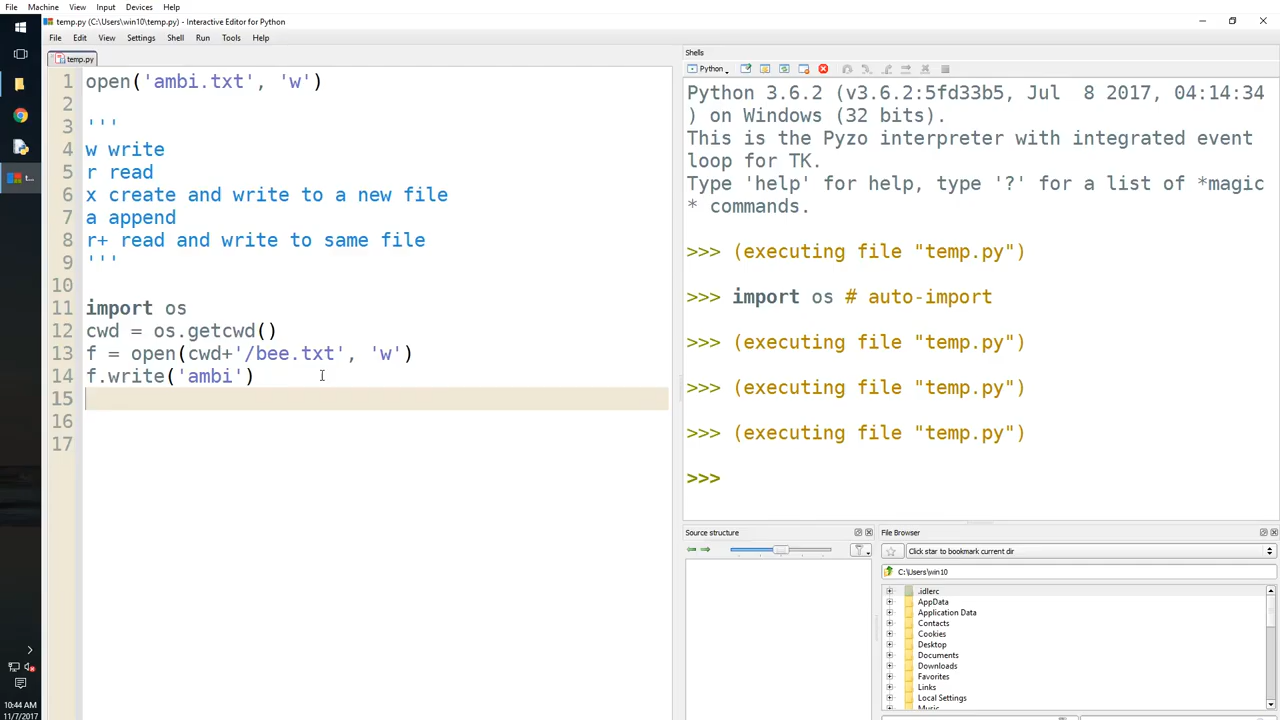 File Machine View Input Devices Help
temp.py (C:\Users\win10\temp.py) - Interactive Editor for Python
File Edit View Settings Shell Run Tools Help
temp.py
1 open('ambi.txt', 'w')
2
3 '''
4 w write
5 r read
6 x create and write to a new file
7 a append
8 r+ read and write to same file
9 '''
10
11 import os
12 cwd = os.getcwd()
13 f = open(cwd+'/bee.txt', 'w')
14 f.write('ambi')
15
16
17
Shells
Python
Python 3.6.2 (v3.6.2:5fd33b5, Jul  8 2017, 04:14:34
) on Windows (32 bits).
This is the Pyzo interpreter with integrated event
loop for TK.
Type 'help' for help, type '?' for a list of *magic
* commands.
>>> (executing file "temp.py")
>>> import os # auto-import
>>> (executing file "temp.py")
>>> (executing file "temp.py")
>>> (executing file "temp.py")
>>>
Source structure
File Browser
Click star to bookmark current dir
C:\Users\win10
.idlerc
AppData
Application Data
Contacts
Cookies
Desktop
Documents
Downloads
Favorites
Links
Local Settings
Music
t...
10:44 AM
11/7/2017